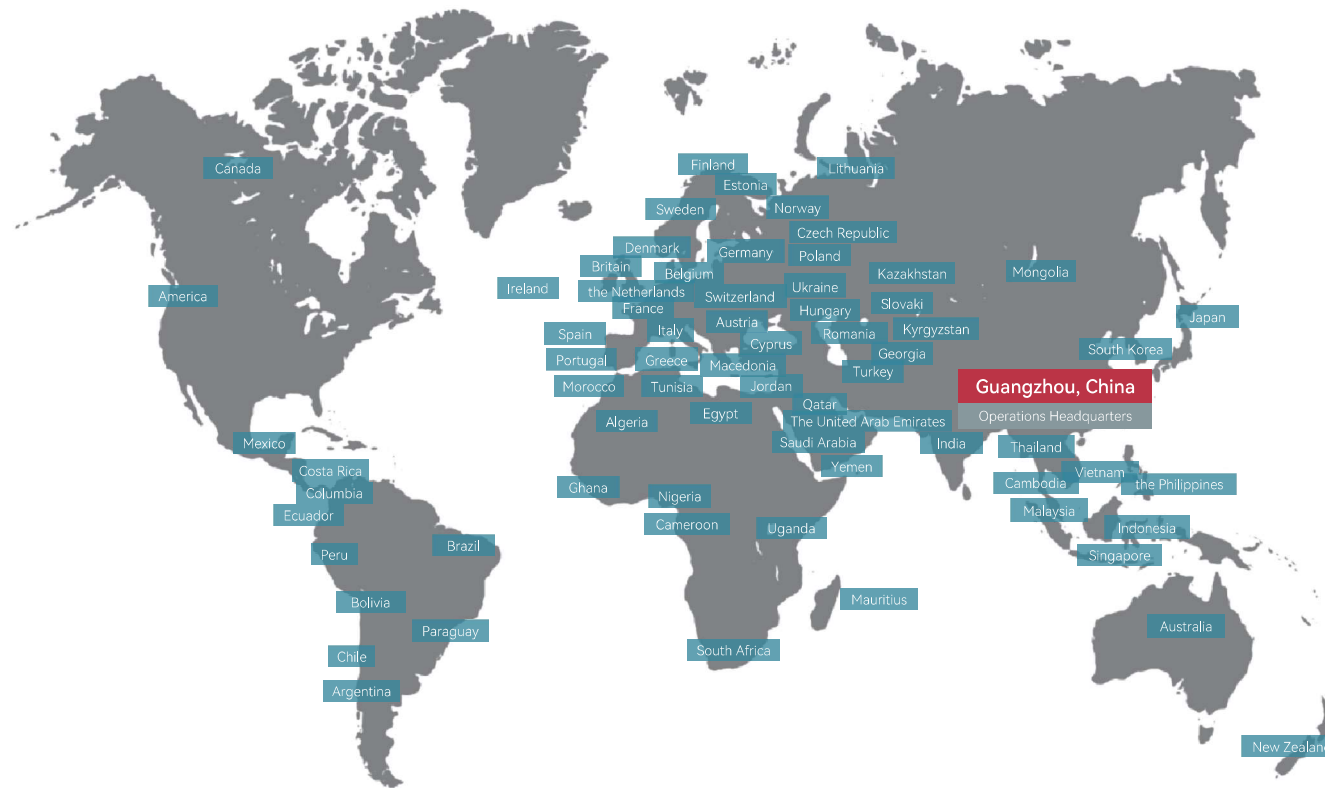 Finland
Canada
Lithuania
Estonia
Sweden
Norway
Czech Republic
Denmark
Germany
Poland
Britain
Belgium
Kazakhstan
Mongolia
Ireland
the Netherlands
Ukraine
America
Switzerland
Slovaki
France
Hungary
Japan
Austria
Italy
Spain
Romania
Kyrgyzstan
Cyprus
South Korea
Georgia
Portugal
Greece
Macedonia
Turkey
Morocco
Tunisia
Jordan
Guangzhou, China
Qatar
Egypt
Operations Headquarters
Algeria
The United Arab Emirates
Mexico
Saudi Arabia
India
Thailand
Yemen
Costa Rica
Vietnam
Cambodia
the Philippines
Ghana
Columbia
Nigeria
Malaysia
Ecuador
Cameroon
Uganda
Indonesia
Brazil
Peru
Singapore
Mauritius
Bolivia
Australia
Paraguay
South Africa
Chile
Argentina
New Zealand